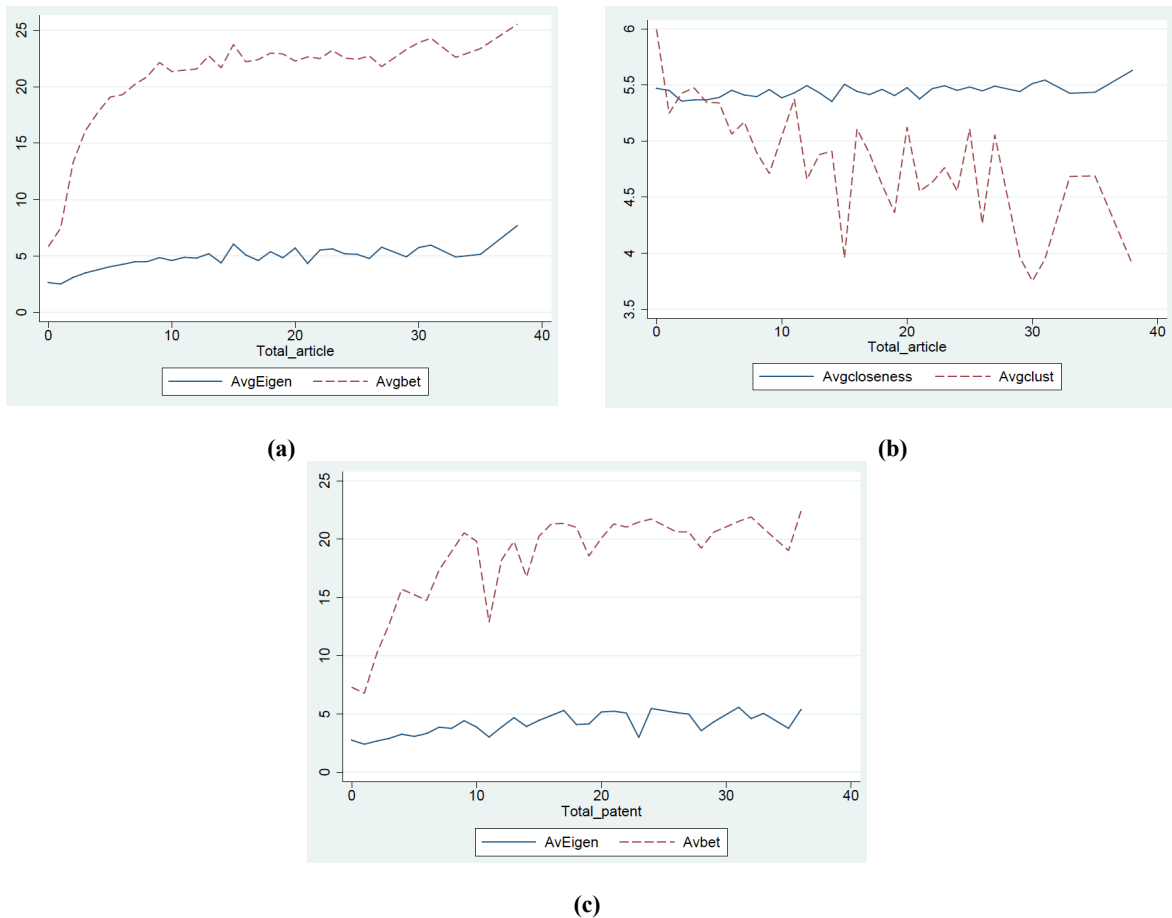 25
20
15
10
5
0
0 10 20 30 40
Total_article
AvgEigen Avgbet
(a)
6
5.5
5
4.5
4
3.5
0 10 20 30 40
Total_article
Avgcloseness Avgclust
(b)
25
20
15
10
5
0
0 10 20 30 40
Total_patent
AvEigen Avbet
(c)